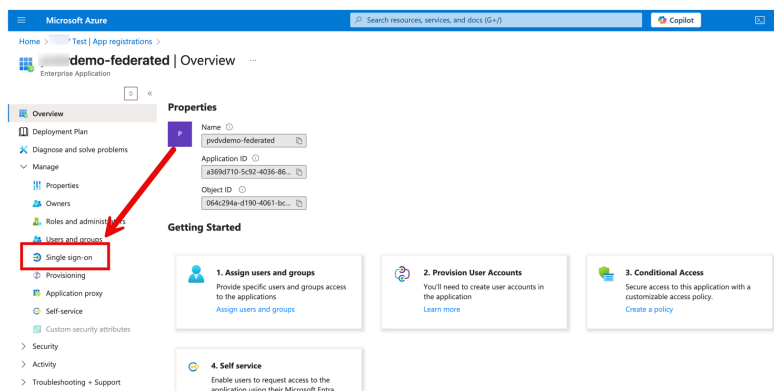 Microsoft Azure
Search resources, services, and docs (G+/)
Copilot
Home > Test | App registrations >
demo-federated | Overview ...
Enterprise Application
Overview
Deployment Plan
Diagnose and solve problems
Manage
Properties
Owners
Roles and administrators
Users and groups
Single sign-on
Provisioning
Application proxy
Self-service
Custom security attributes
Security
Activity
Troubleshooting + Support
Properties
P
Name
pvdvdemo-federated
Application ID
a369d710-5c92-4036-86...
Object ID
064c294a-d190-4061-bc...
Getting Started
1. Assign users and groups
Provide specific users and groups access
to the applications
Assign users and groups
2. Provision User Accounts
You'll need to create user accounts in
the application
Learn more
3. Conditional Access
Secure access to this application with a
customizable access policy.
Create a policy
4. Self service
Enable users to request access to the
application using their Microsoft Entra